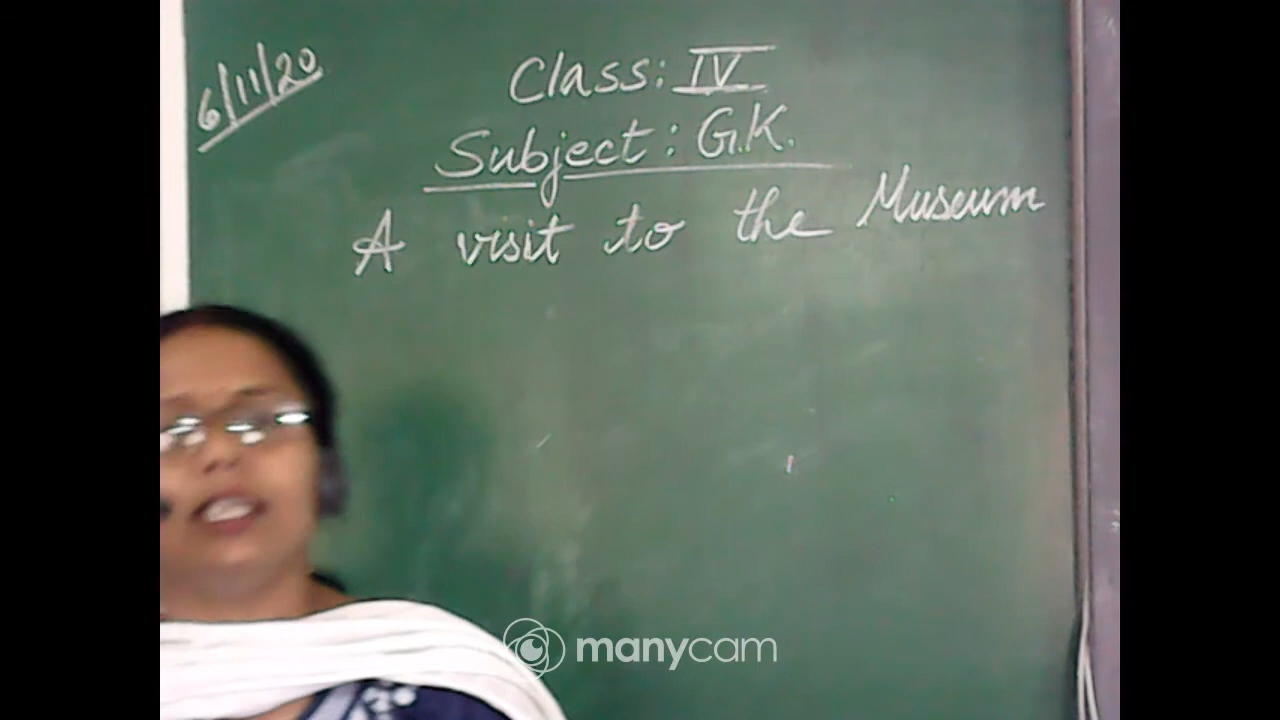 6/11/20
Class: IV
Subject: G.K.
A visit to the Museum
manycam